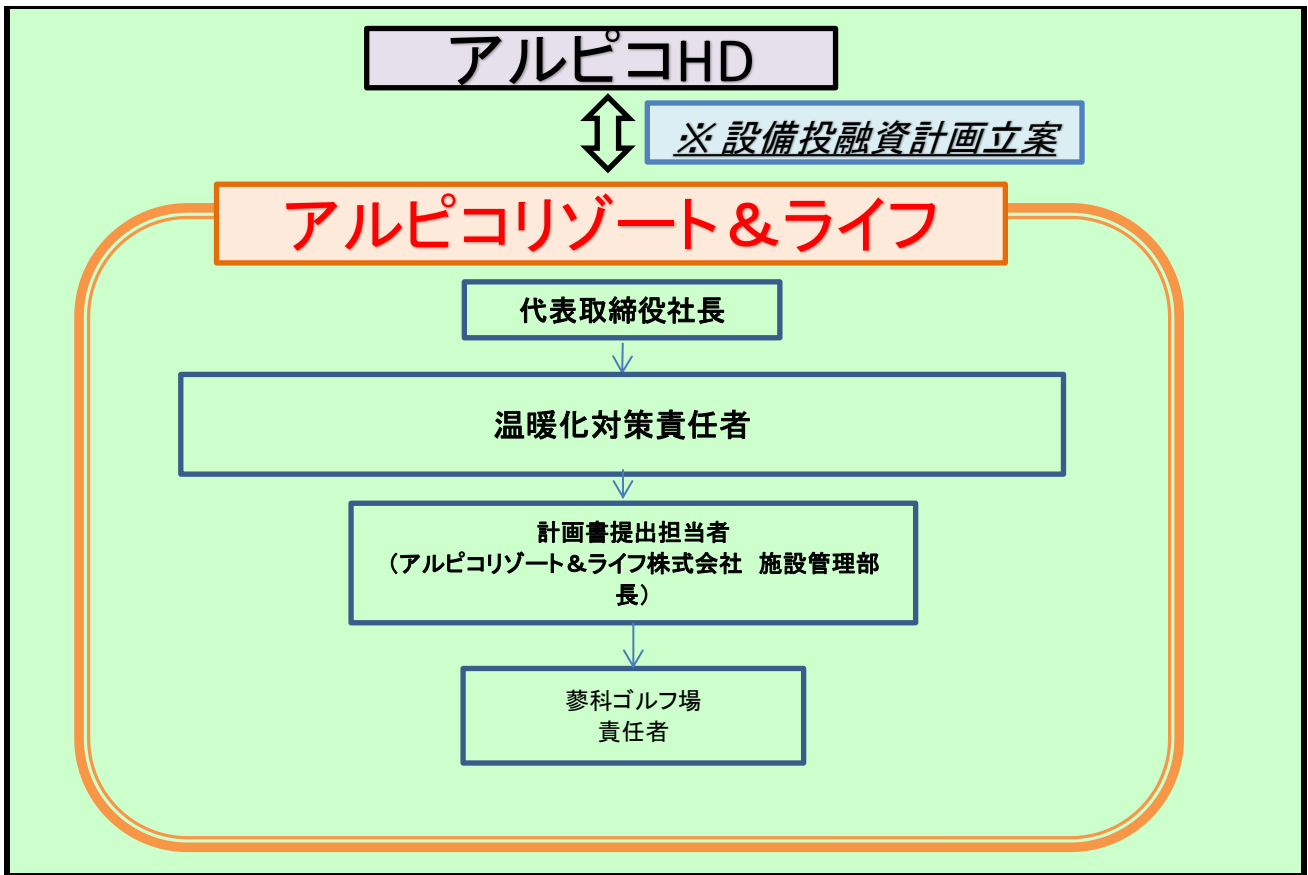 アルピコHD
※設備投融資計画立案
アルピコリゾート＆ライフ
代表取締役社長
温暖化対策責任者
計画書提出担当者
（アルピコリゾート＆ライフ株式会社　施設管理部
長）
蓼科ゴルフ場
責任者